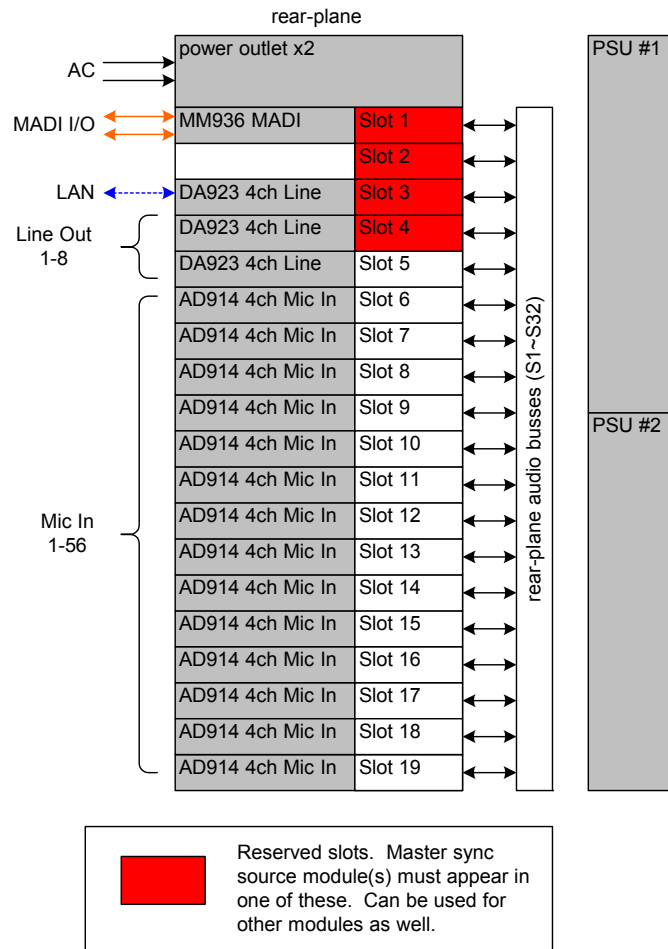 rear-plane
power outlet x2
PSU #1
AC
MADI I/O
MM936 MADI
Slot 1
Slot 2
LAN
DA923 4ch Line
Slot 3
Line Out
1-8
DA923 4ch Line
Slot 4
DA923 4ch Line
Slot 5
AD914 4ch Mic In
Slot 6
AD914 4ch Mic In
Slot 7
AD914 4ch Mic In
Slot 8
AD914 4ch Mic In
Slot 9
PSU #2
AD914 4ch Mic In
Slot 10
AD914 4ch Mic In
Slot 11
Mic In
1-56
AD914 4ch Mic In
Slot 12
AD914 4ch Mic In
Slot 13
AD914 4ch Mic In
Slot 14
AD914 4ch Mic In
Slot 15
AD914 4ch Mic In
Slot 16
AD914 4ch Mic In
Slot 17
AD914 4ch Mic In
Slot 18
AD914 4ch Mic In
Slot 19
rear-plane audio busses (S1~S32)
Reserved slots. Master sync
source module(s) must appear in
one of these. Can be used for
other modules as well.